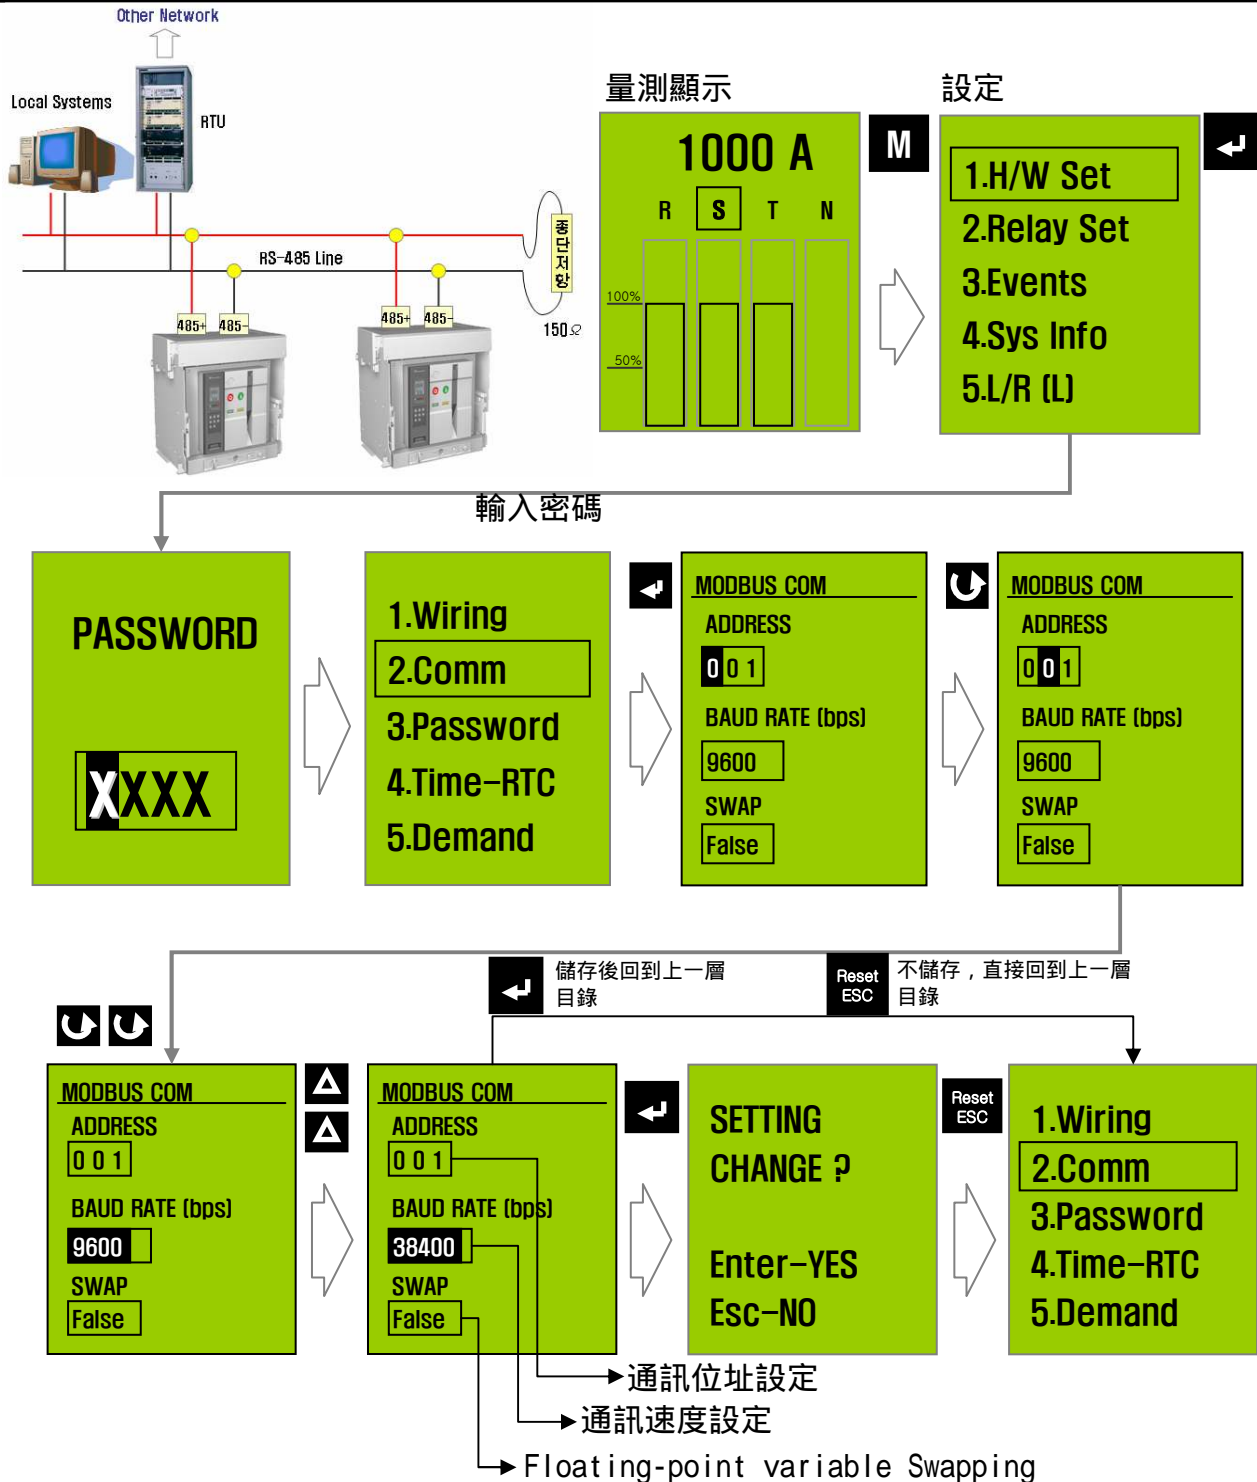 Other Network
Local Systems
RTU
RS-485 Line
종단저항
150Ω
485+
485-
485+
485-
量測顯示
1000 A
R S T N
100%
50%
M
設定
1.H/W Set
2.Relay Set
3.Events
4.Sys Info
5.L/R (L)
輸入密碼
PASSWORD
XXXX
1.Wiring
2.Comm
3.Password
4.Time-RTC
5.Demand
MODBUS COM
ADDRESS
0 0 1
BAUD RATE (bps)
9600
SWAP
False
MODBUS COM
ADDRESS
0 0 1
BAUD RATE (bps)
9600
SWAP
False
儲存後回到上一層
目錄
Reset
ESC
不儲存，直接回到上一層
目錄
MODBUS COM
ADDRESS
0 0 1
BAUD RATE (bps)
9600
SWAP
False
MODBUS COM
ADDRESS
0 0 1
BAUD RATE (bps)
38400
SWAP
False
SETTING
CHANGE ?
Enter-YES
Esc-NO
Reset
ESC
1.Wiring
2.Comm
3.Password
4.Time-RTC
5.Demand
通訊位址設定
通訊速度設定
Floating-point variable Swapping